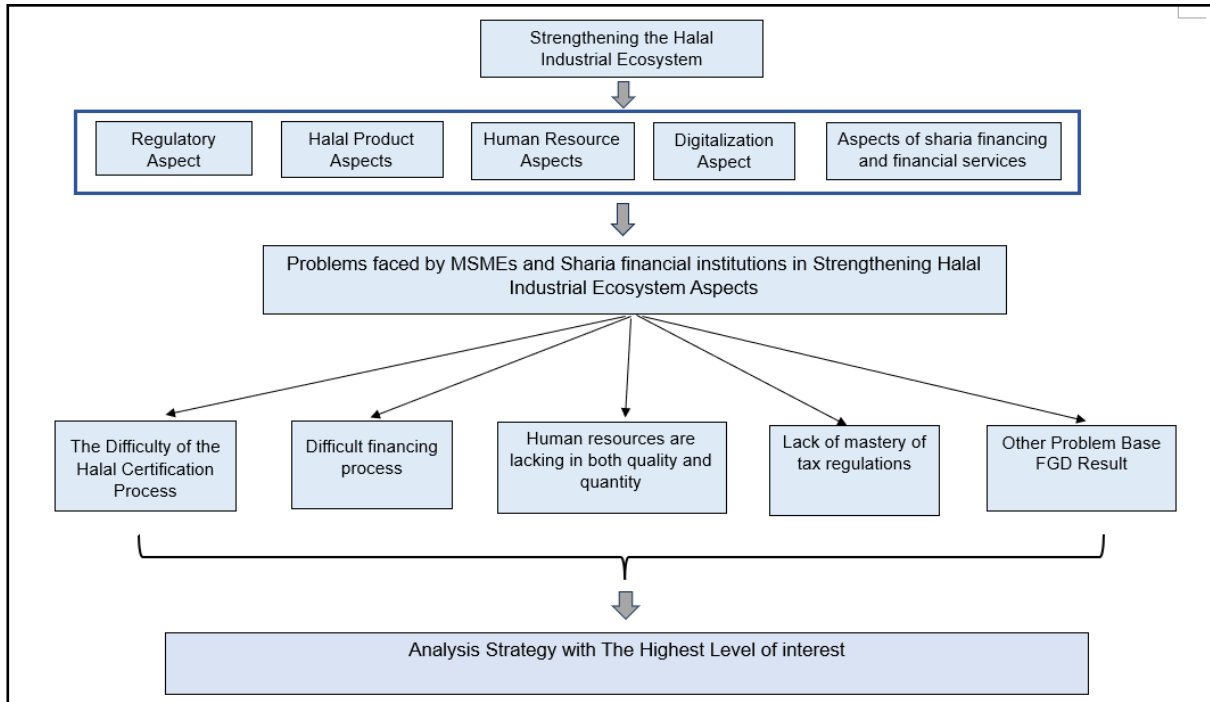 Strengthening the Halal
Industrial Ecosystem
Regulatory
Aspect
Halal Product
Aspects
Human Resource
Aspects
Digitalization
Aspect
Aspects of sharia financing
and financial services
Problems faced by MSMEs and Sharia financial institutions in Strengthening Halal
Industrial Ecosystem Aspects
The Difficulty of the
Halal Certification
Process
Difficult financing
process
Human resources are
lacking in both quality and
quantity
Lack of mastery of
tax regulations
Other Problem Base
FGD Result
Analysis Strategy with The Highest Level of interest